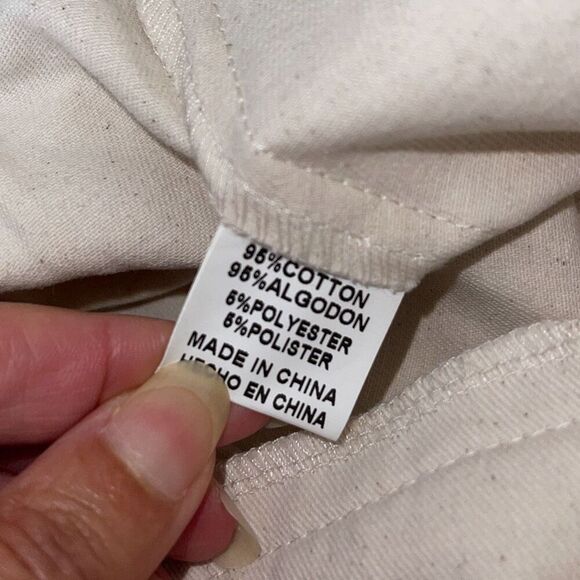 95%COTTON
95%ALGODON
5%POLYESTER
5%POLISTER
MADE IN CHINA
HECHO EN CHINA